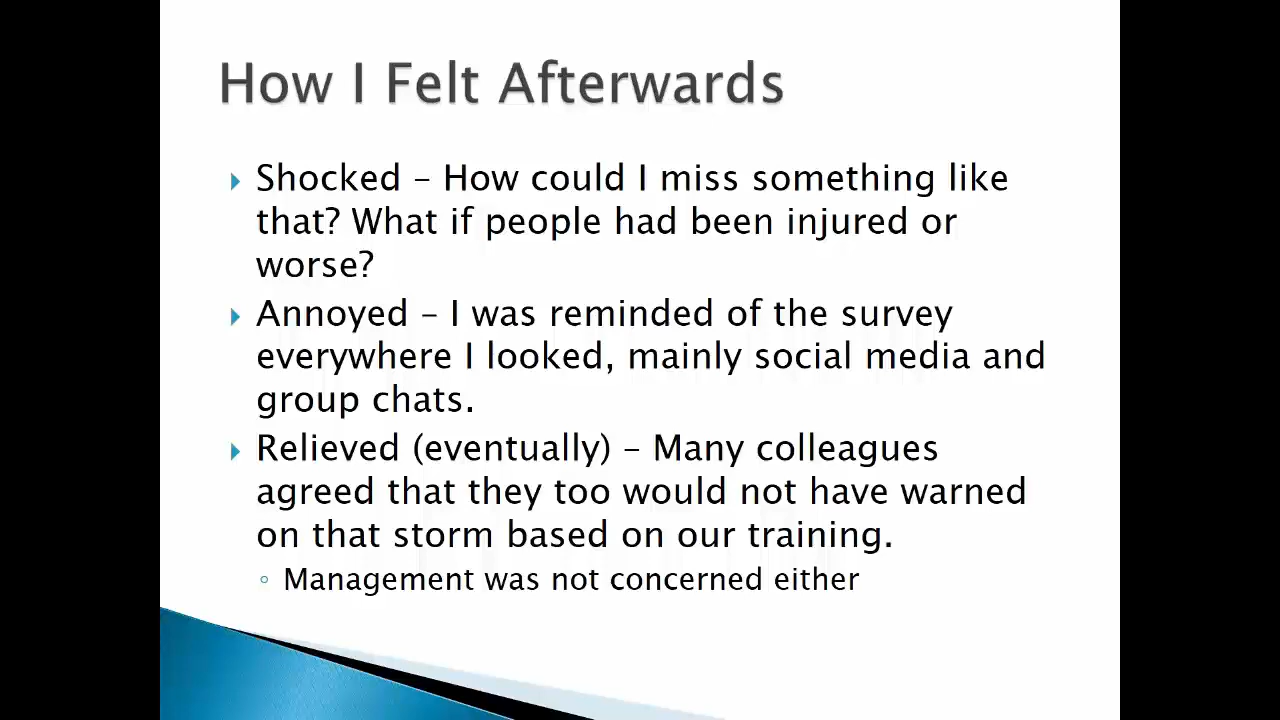 How I Felt Afterwards
Shocked – How could I miss something like
that? What if people had been injured or
worse?
Annoyed – I was reminded of the survey
everywhere I looked, mainly social media and
group chats.
Relieved (eventually) – Many colleagues
agreed that they too would not have warned
on that storm based on our training.
Management was not concerned either